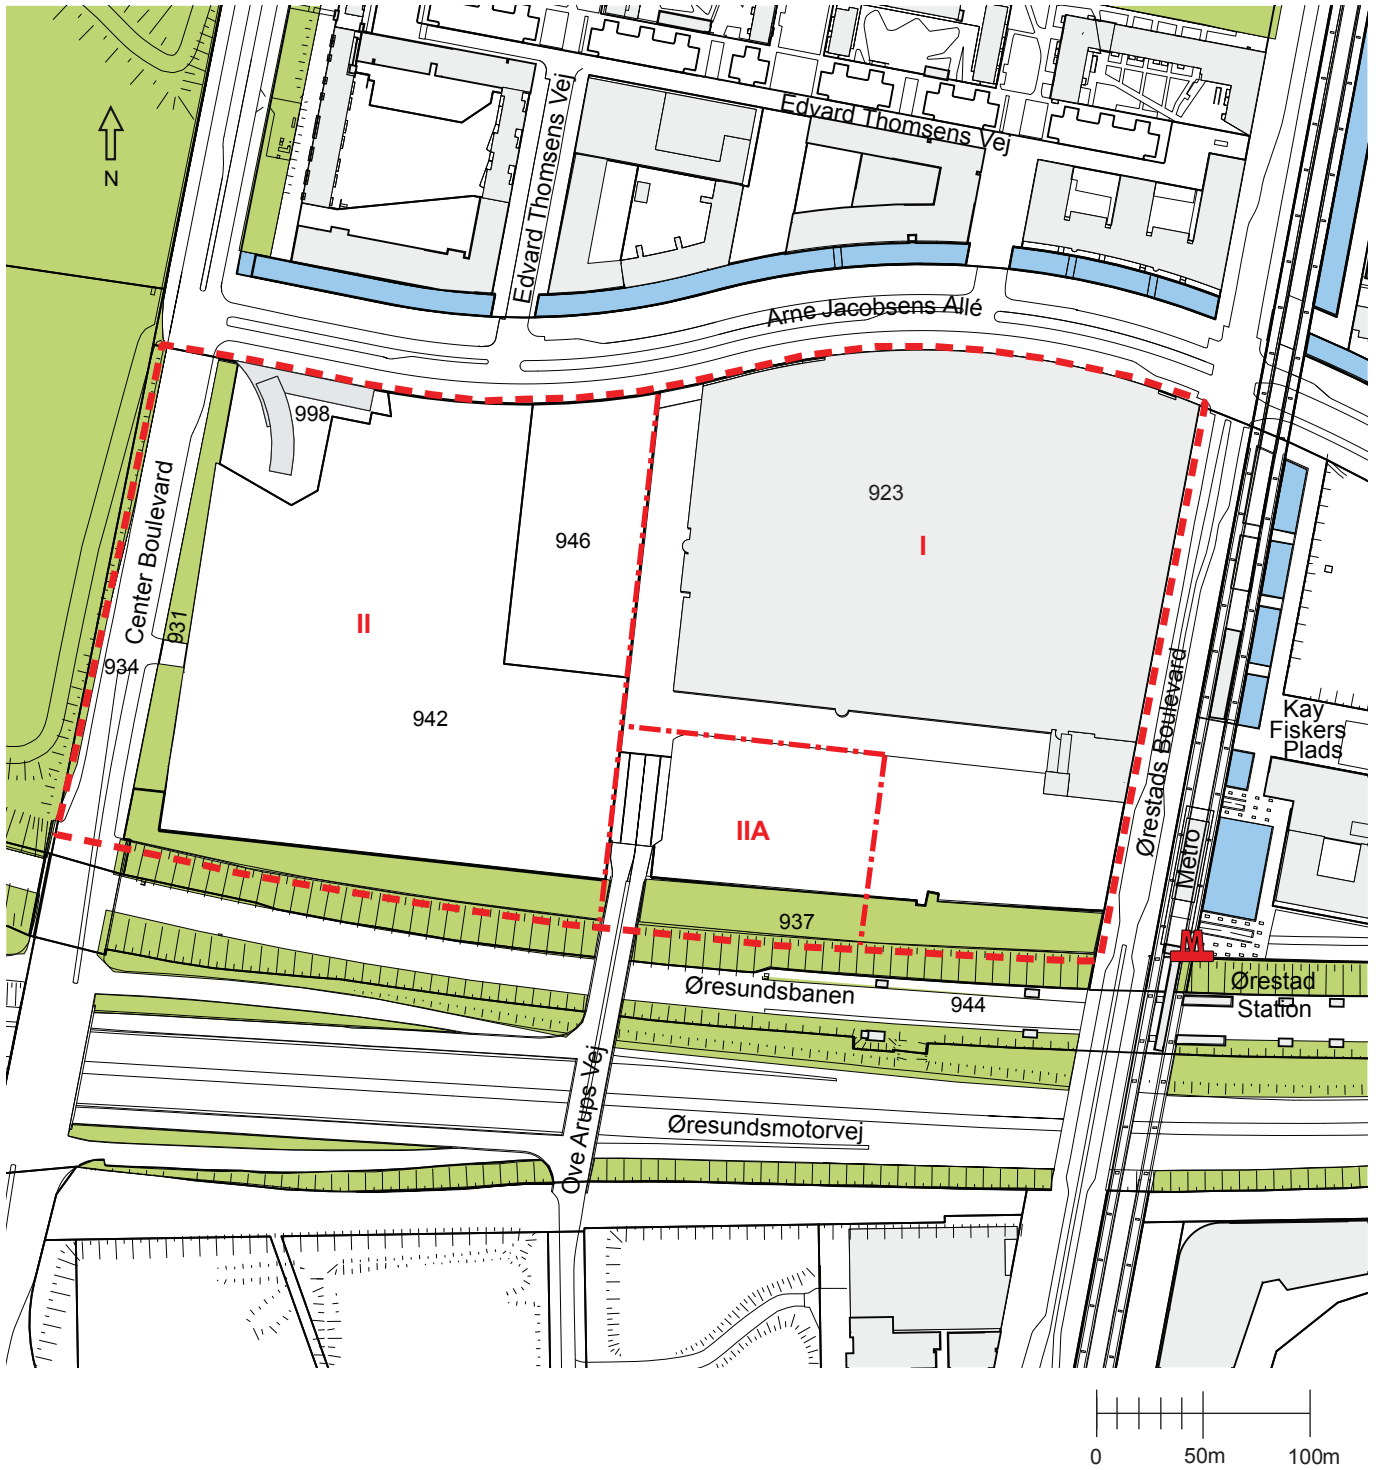 Edvard Thomsens Vej
Edvard Thomsens Vej
N
Arne Jacobsens Allé
998
923
Center Boulevard
946
I
931
II
934
942
Ørestads Boulevard
Kay
Fiskers
Plads
IIA
Metro
937
M
Øresundsbanen
944
Ørestad
Station
Ove Arups Vej
Øresundsmotorvej
0 50m 100m